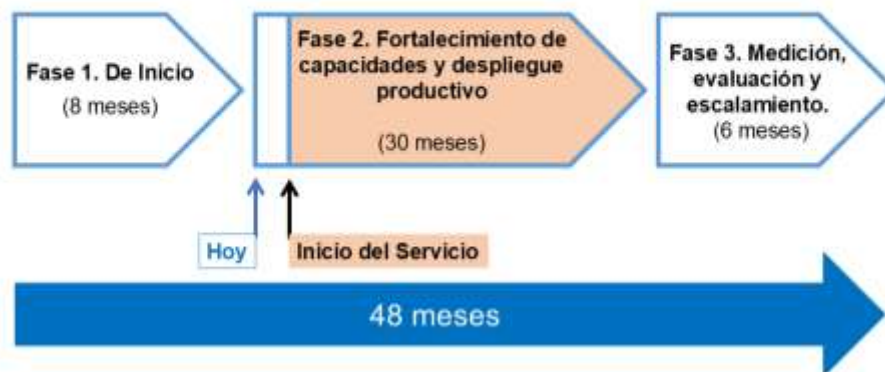 Fase 1. De Inicio
(8 meses)
Fase 2. Fortalecimiento de
capacidades y despliegue
productivo
(30 meses)
Fase 3. Medición,
evaluación y
escalamiento.
(6 meses)
Hoy
Inicio del Servicio
48 meses